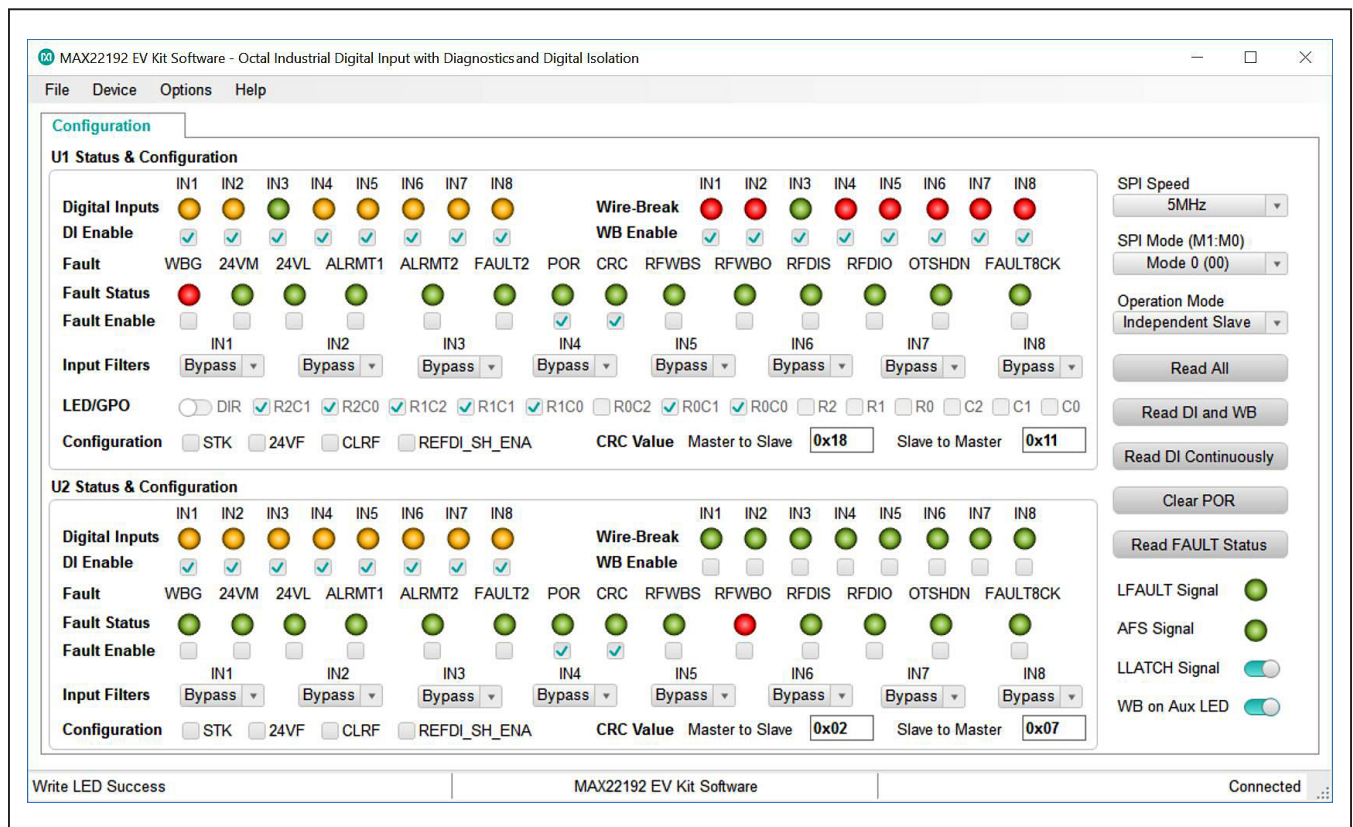 MAX22192 EV Kit Software - Octal Industrial Digital Input with Diagnostics and Digital Isolation
File Device Options Help
Configuration
U1 Status & Configuration
IN1 IN2 IN3 IN4 IN5 IN6 IN7 IN8 IN1 IN2 IN3 IN4 IN5 IN6 IN7 IN8
Digital Inputs Wire-Break
DI Enable WB Enable
Fault WBG 24VM 24VL ALRMT1 ALRMT2 FAULT2 POR CRC RFWBS RFWBO RFDIS RFDIO OTSHDN FAULT8CK
Fault Status
Fault Enable
IN1 IN2 IN3 IN4 IN5 IN6 IN7 IN8
Input Filters Bypass Bypass Bypass Bypass Bypass Bypass Bypass Bypass
LED/GPO DIR R2C1 R2C0 R1C2 R1C1 R1C0 R0C2 R0C1 R0C0 R2 R1 R0 C2 C1 C0
Configuration STK 24VF CLRF REFDI_SH_ENA CRC Value Master to Slave 0x18 Slave to Master 0x11
U2 Status & Configuration
IN1 IN2 IN3 IN4 IN5 IN6 IN7 IN8 IN1 IN2 IN3 IN4 IN5 IN6 IN7 IN8
Digital Inputs Wire-Break
DI Enable WB Enable
Fault WBG 24VM 24VL ALRMT1 ALRMT2 FAULT2 POR CRC RFWBS RFWBO RFDIS RFDIO OTSHDN FAULT8CK
Fault Status
Fault Enable
IN1 IN2 IN3 IN4 IN5 IN6 IN7 IN8
Input Filters Bypass Bypass Bypass Bypass Bypass Bypass Bypass Bypass
Configuration STK 24VF CLRF REFDI_SH_ENA CRC Value Master to Slave 0x02 Slave to Master 0x07
SPI Speed
5MHz
SPI Mode (M1:M0)
Mode 0 (00)
Operation Mode
Independent Slave
Read All
Read DI and WB
Read DI Continuously
Clear POR
Read FAULT Status
LFAULT Signal
AFS Signal
LLATCH Signal
WB on Aux LED
Write LED Success MAX22192 EV Kit Software Connected